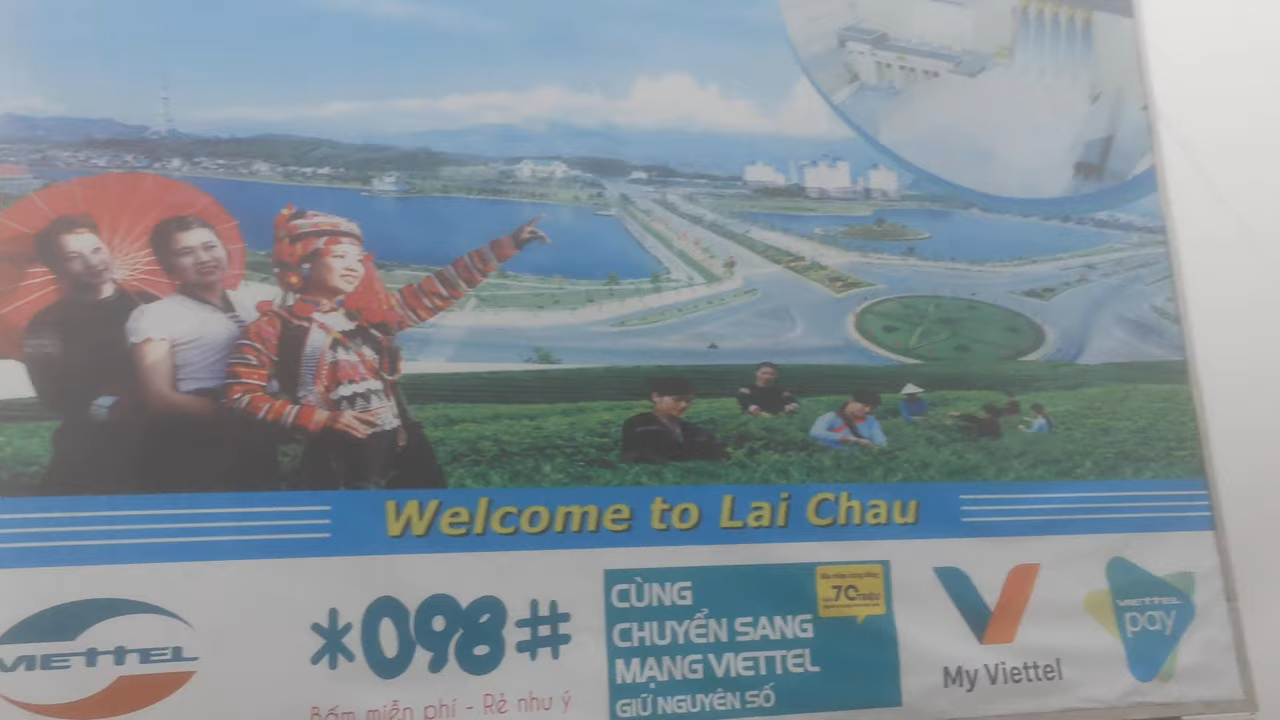 Welcome to Lai Chau
VIETTEL
*098#
Bấm miễn phí - Rẻ như ý
CÙNG
CHUYỂN SANG
MẠNG VIETTEL
GIỮ NGUYÊN SỐ
70 TRIỆU
My Viettel
VIETTEL
pay